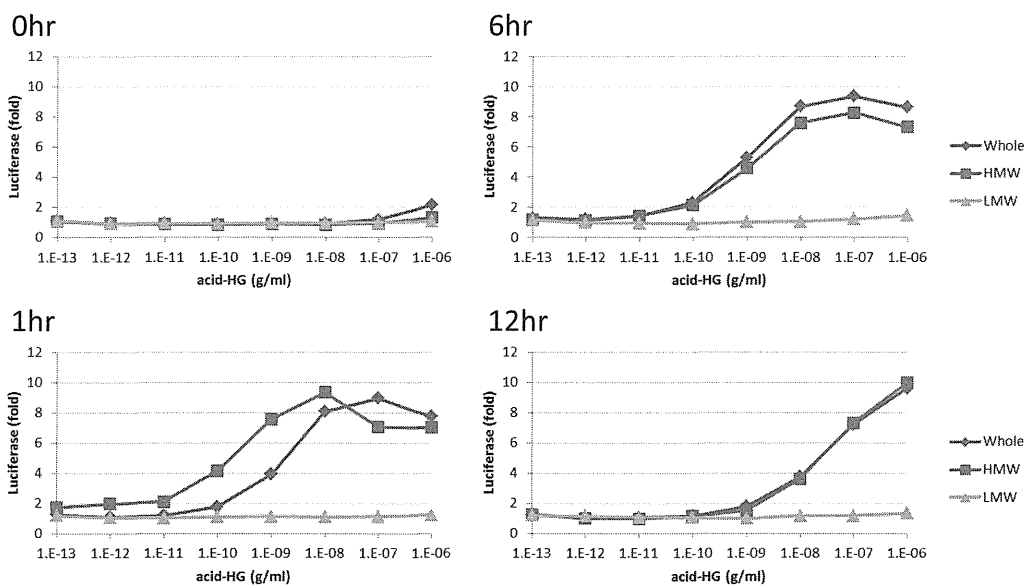 0hr
12
10
8
6
4
2
0
Luciferase (fold)
1.E-13 1.E-12 1.E-11 1.E-10 1.E-09 1.E-08 1.E-07 1.E-06
acid-HG (g/ml)
6hr
12
10
8
6
4
2
0
Luciferase (fold)
1.E-13 1.E-12 1.E-11 1.E-10 1.E-09 1.E-08 1.E-07 1.E-06
acid-HG (g/ml)
Whole
HMW
LMW
1hr
12
10
8
6
4
2
0
Luciferase (fold)
1.E-13 1.E-12 1.E-11 1.E-10 1.E-09 1.E-08 1.E-07 1.E-06
acid-HG (g/ml)
12hr
12
10
8
6
4
2
0
Luciferase (fold)
1.E-13 1.E-12 1.E-11 1.E-10 1.E-09 1.E-08 1.E-07 1.E-06
acid-HG (g/ml)
Whole
HMW
LMW